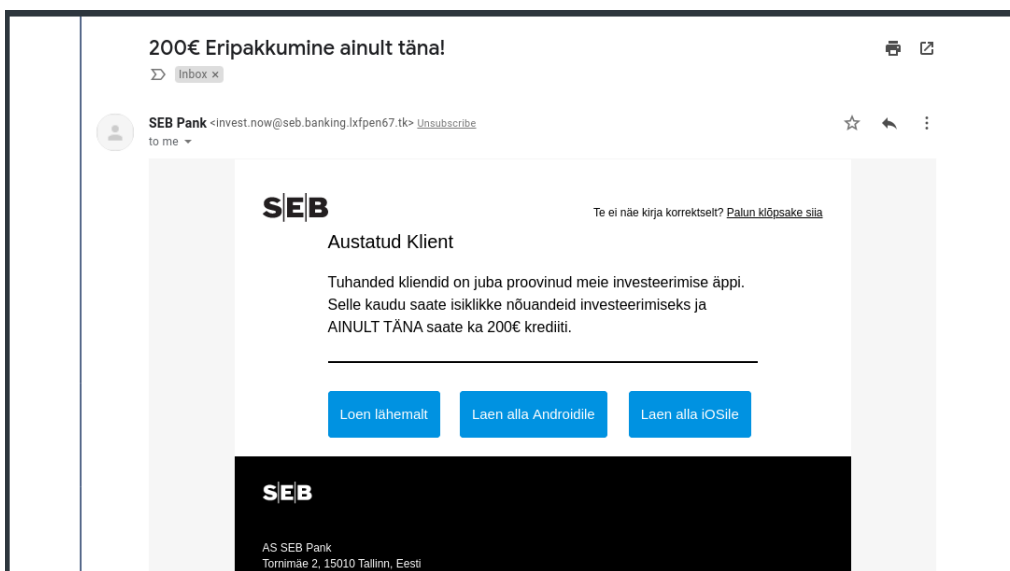 200€ Eripakkumine ainult täna!
Inbox ×
SEB Pank <invest.now@seb.banking.lxfpen67.tk> Unsubscribe
to me
SEB
Te ei näe kirja korrektselt? Palun klõpsake siia
Austatud Klient
Tuhanded kliendid on juba proovinud meie investeerimise äppi.
Selle kaudu saate isiklikke nõuandeid investeerimiseks ja
AINULT TÄNA saate ka 200€ krediiti.
Loen lähemalt
Laen alla Androidile
Laen alla iOSile
SEB
AS SEB Pank
Tornimäe 2, 15010 Tallinn, Eesti